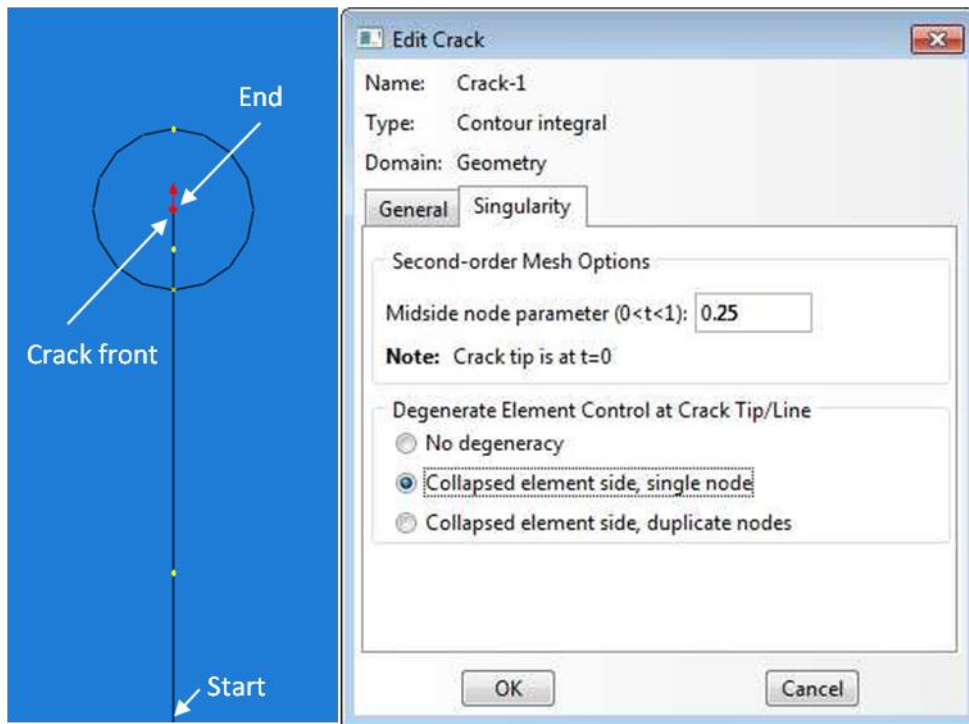 End
Crack front
Start
Edit Crack
Name: Crack-1
Type: Contour integral
Domain: Geometry
General Singularity
Second-order Mesh Options
Midside node parameter (0<t<1): 0.25
Note: Crack tip is at t=0
Degenerate Element Control at Crack Tip/Line
No degeneracy
Collapsed element side, single node
Collapsed element side, duplicate nodes
OK Cancel